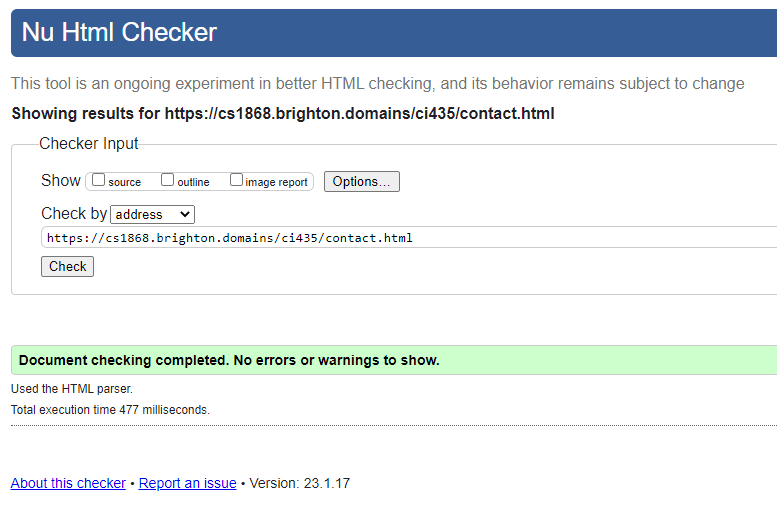 Nu Html Checker
This tool is an ongoing experiment in better HTML checking, and its behavior remains subject to change
Showing results for https://cs1868.brighton.domains/ci435/contact.html
Checker Input
Show source outline image report Options...
Check by address
https://cs1868.brighton.domains/ci435/contact.html
Check
Document checking completed. No errors or warnings to show.
Used the HTML parser.
Total execution time 477 milliseconds.
About this checker • Report an issue • Version: 23.1.17